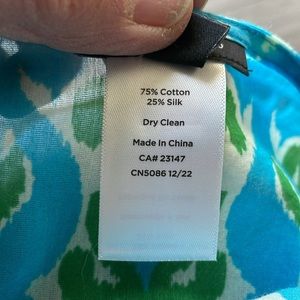 75% Cotton
25% Silk
Dry Clean
Made In China
CA# 23147
CN5086 12/22